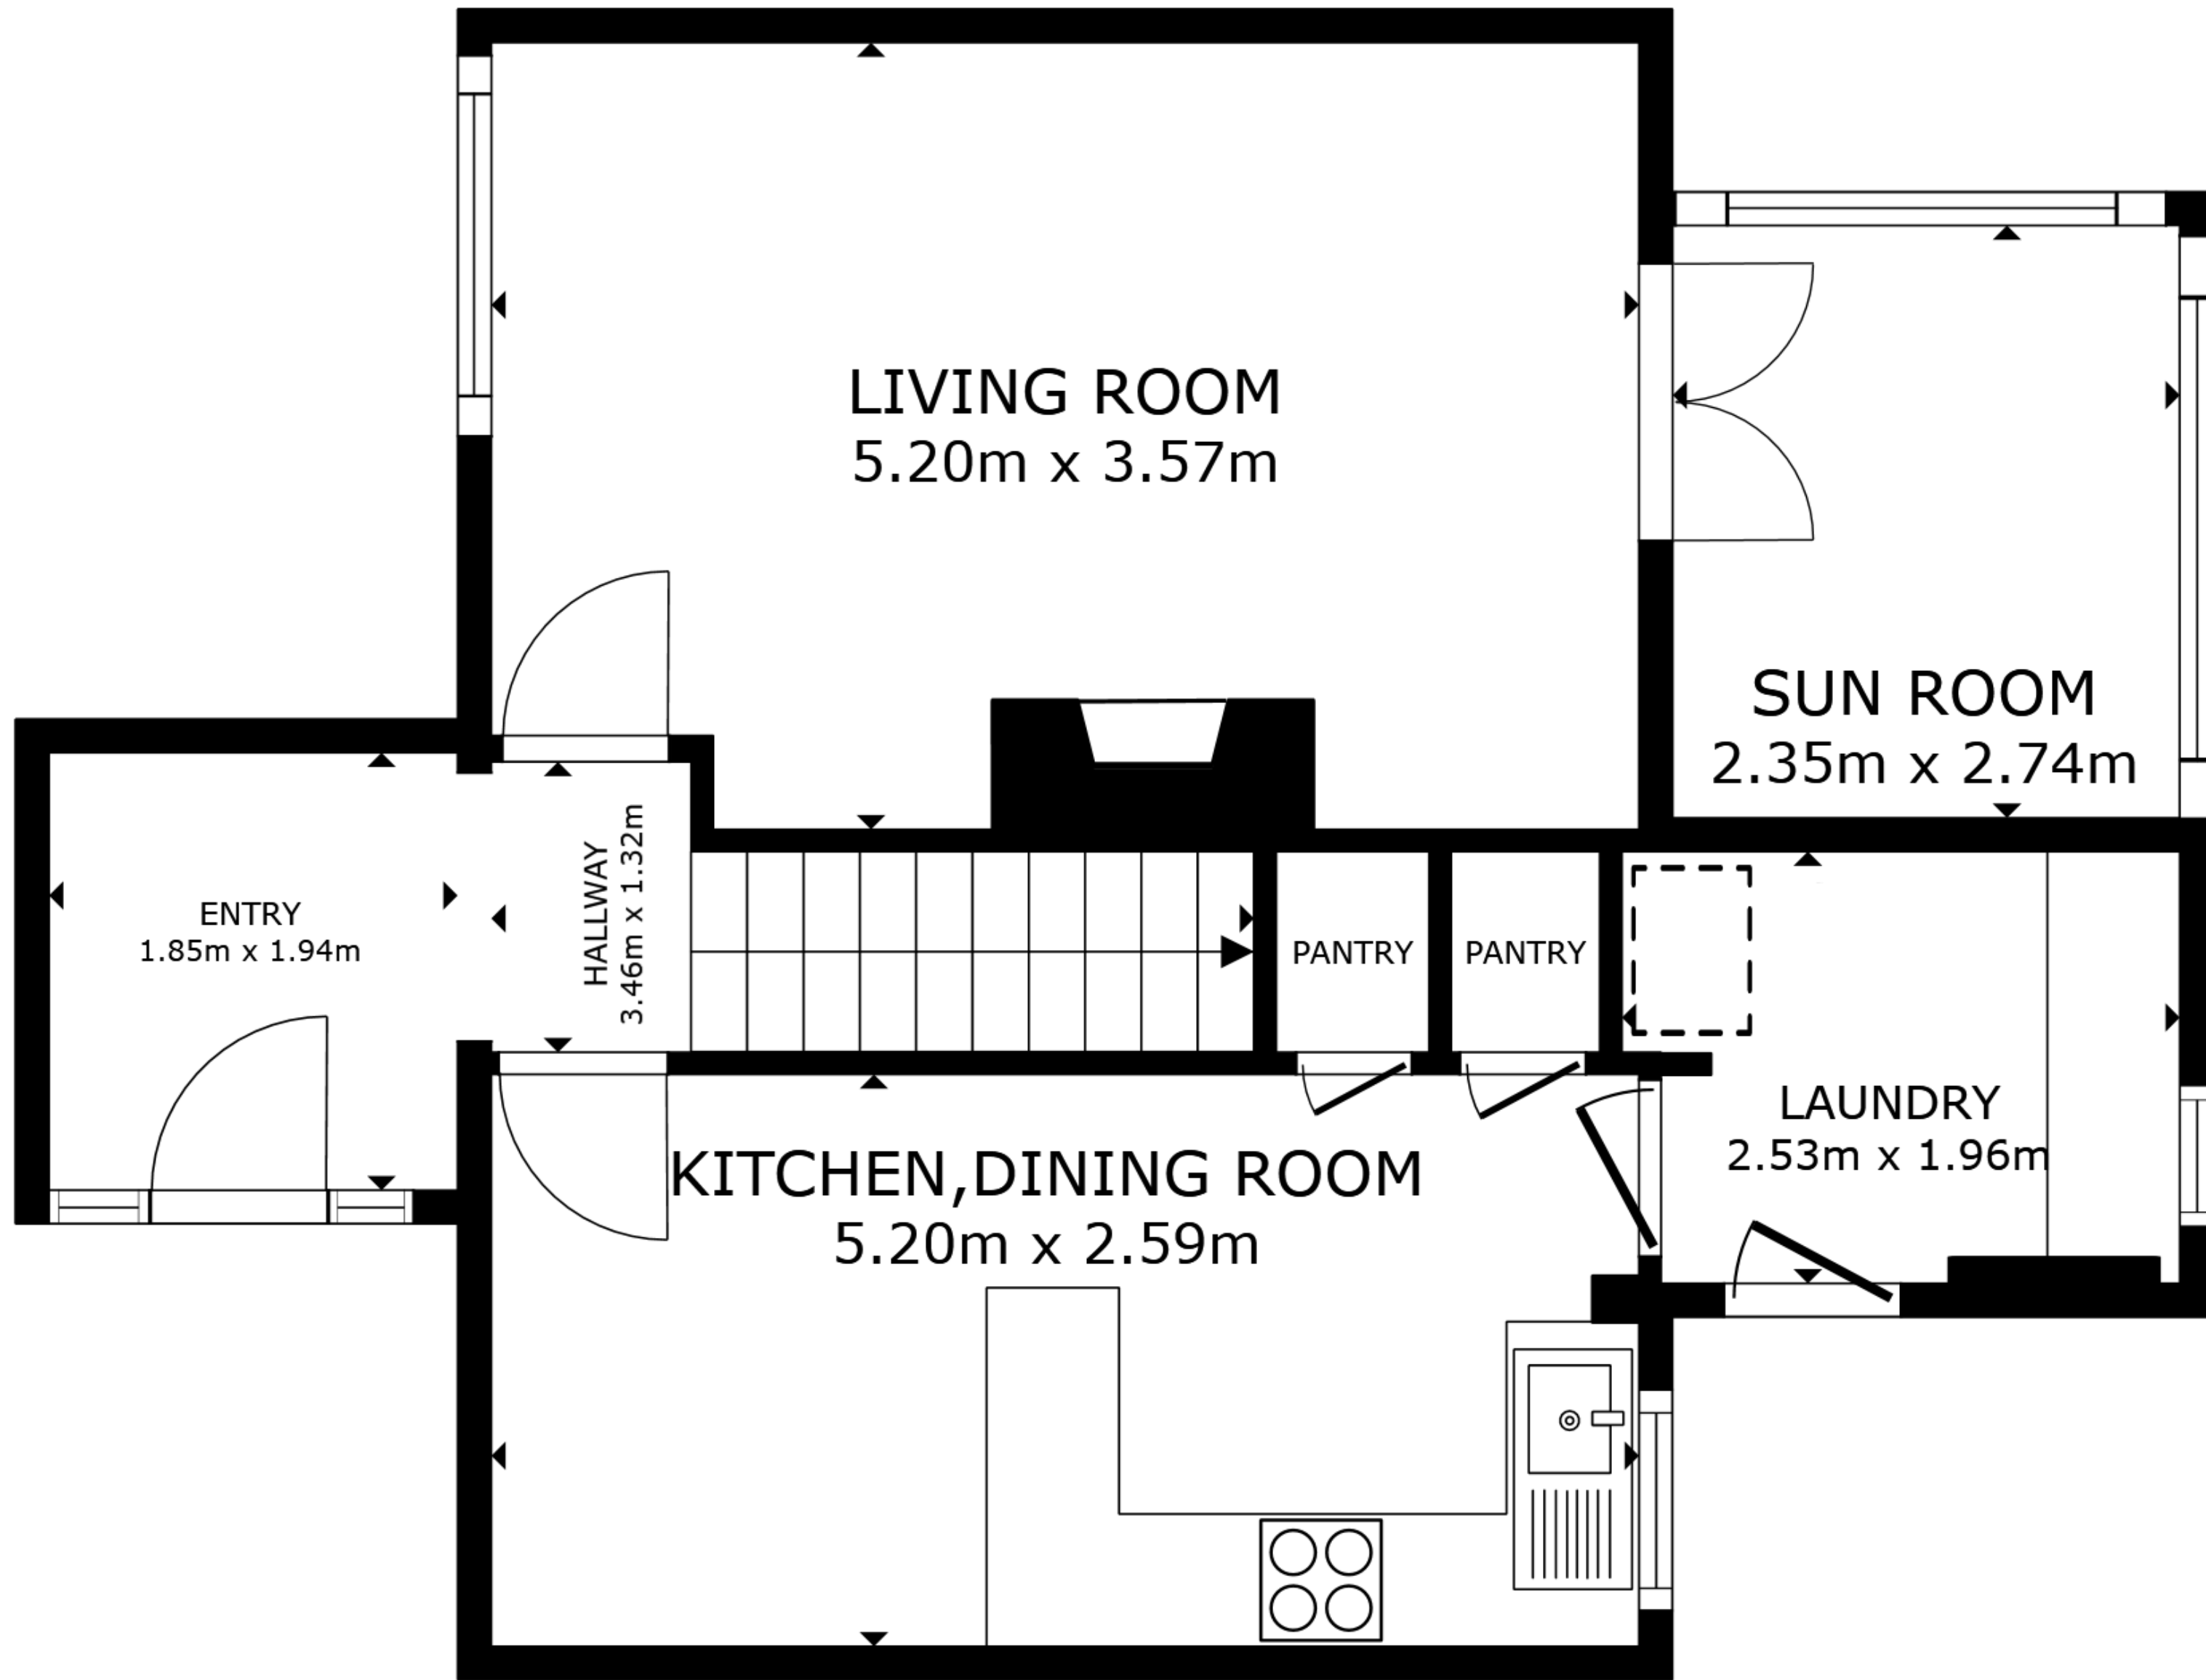 LIVING ROOM
5.20m x 3.57m
SUN ROOM
2.35m x 2.74m
ENTRY
1.85m x 1.94m
HALLWAY
3.46m x 1.32m
PANTRY
PANTRY
LAUNDRY
2.53m x 1.96m
KITCHEN,DINING ROOM
5.20m x 2.59m